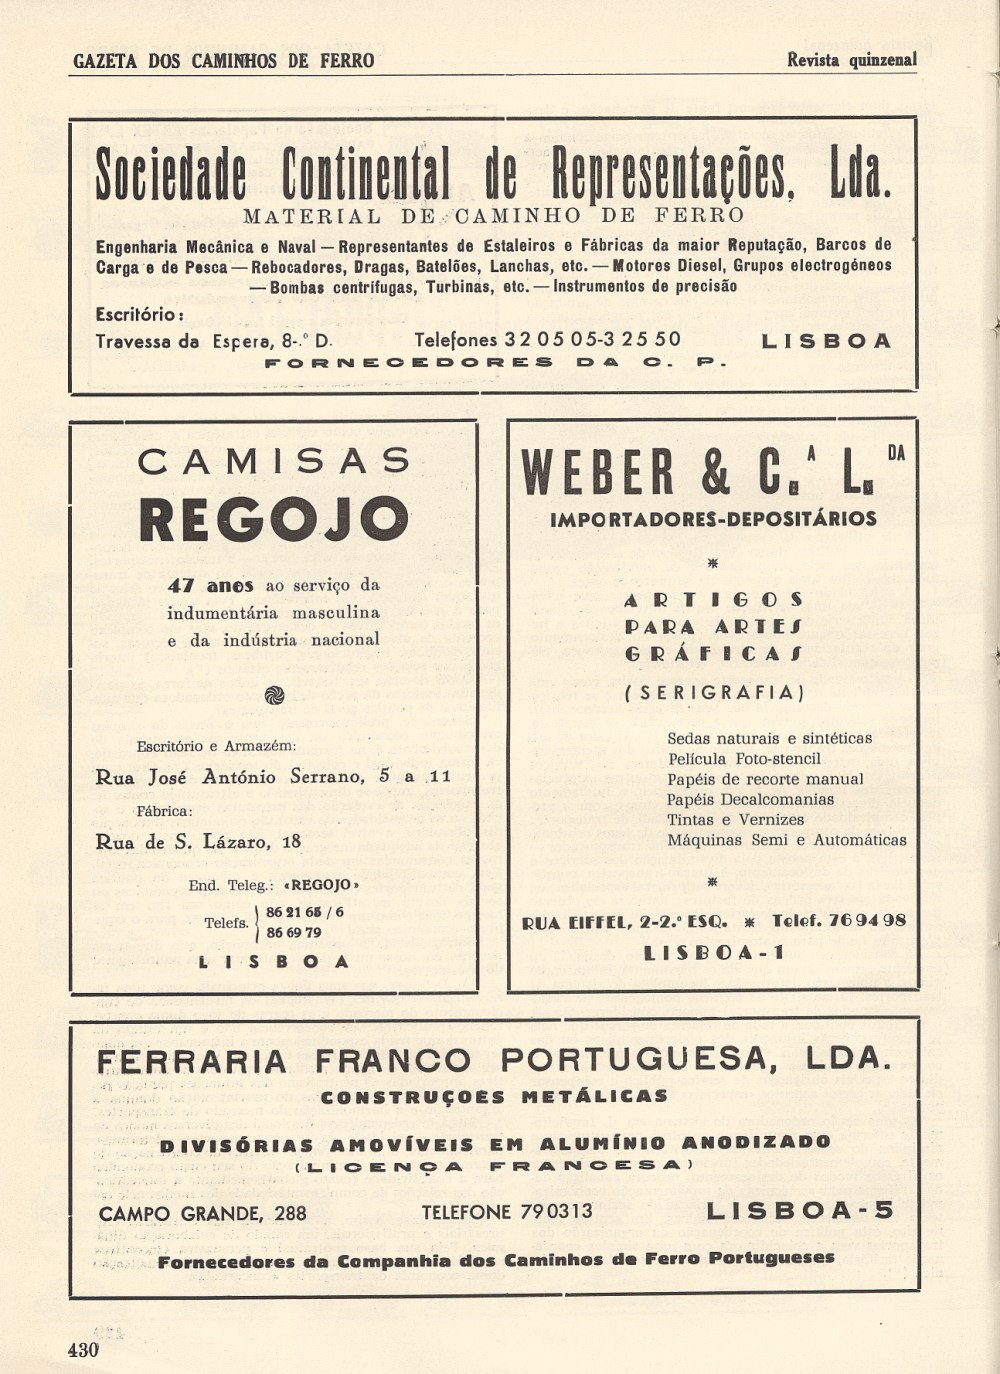 GAZETA DOS CAMINHOS DE FERRO
Revista quinzenal
Sociedade Continental de Representações, Lda.
MATERIAL DE CAMINHO DE FERRO
Engenharia Mecânica e Naval — Representantes de Estaleiros e Fábricas da maior Reputação, Barcos de
Carga e de Pesca — Rebocadores, Dragas, Batelões, Lanchas, etc. — Motores Diesel, Grupos electrogéneos
— Bombas centrífugas, Turbinas, etc. — Instrumentos de precisão
Escritório:
Travessa da Espera, 8-.º D. Telefones 32 05 05-3 25 50 LISBOA
FORNECEDORES DA C. P.
CAMISAS
REGOJO
47 anos ao serviço da
indumentária masculina
e da indústria nacional
Escritório e Armazém:
Rua José António Serrano, 5 a 11
Fábrica:
Rua de S. Lázaro, 18
End. Teleg.: «REGOJO»
Telefs. 86 21 65 / 6
86 69 79
LISBOA
WEBER & C.A L.DA
IMPORTADORES-DEPOSITÁRIOS
*
ARTIGOS
PARA ARTES
GRÁFICAS
(SERIGRAFIA)
Sedas naturais e sintéticas
Película Foto-stencil
Papéis de recorte manual
Papéis Decalcomanias
Tintas e Vernizes
Máquinas Semi e Automáticas
*
RUA EIFFEL, 2-2.º ESQ. * Telef. 76 94 98
LISBOA-1
FERRARIA FRANCO PORTUGUESA, LDA.
CONSTRUÇOES METÁLICAS
DIVISÓRIAS AMOVÍVEIS EM ALUMÍNIO ANODIZADO
(LICENÇA FRANCESA)
CAMPO GRANDE, 288 TELEFONE 79 0313 LISBOA-5
Fornecedores da Companhia dos Caminhos de Ferro Portugueses
430